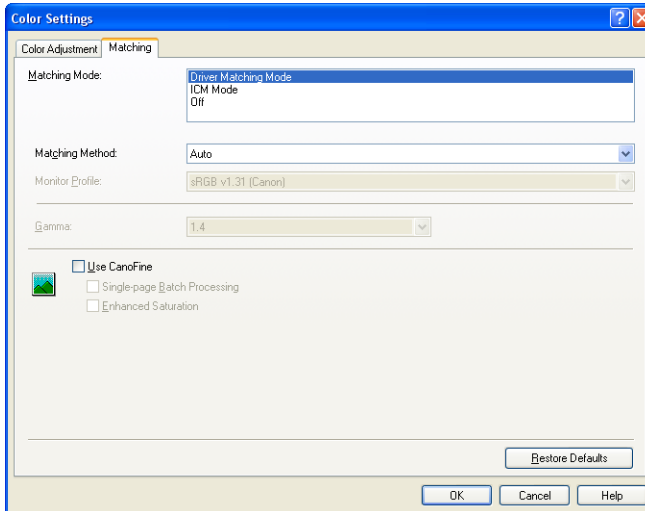 Color Settings
Color Adjustment Matching
Matching Mode:
Driver Matching Mode
ICM Mode
Off
Matching Method: Auto
Monitor Profile: sRGB v1.31 (Canon)
Gamma: 1.4
Use CanoFine
Single-page Batch Processing
Enhanced Saturation
Restore Defaults
OK Cancel Help